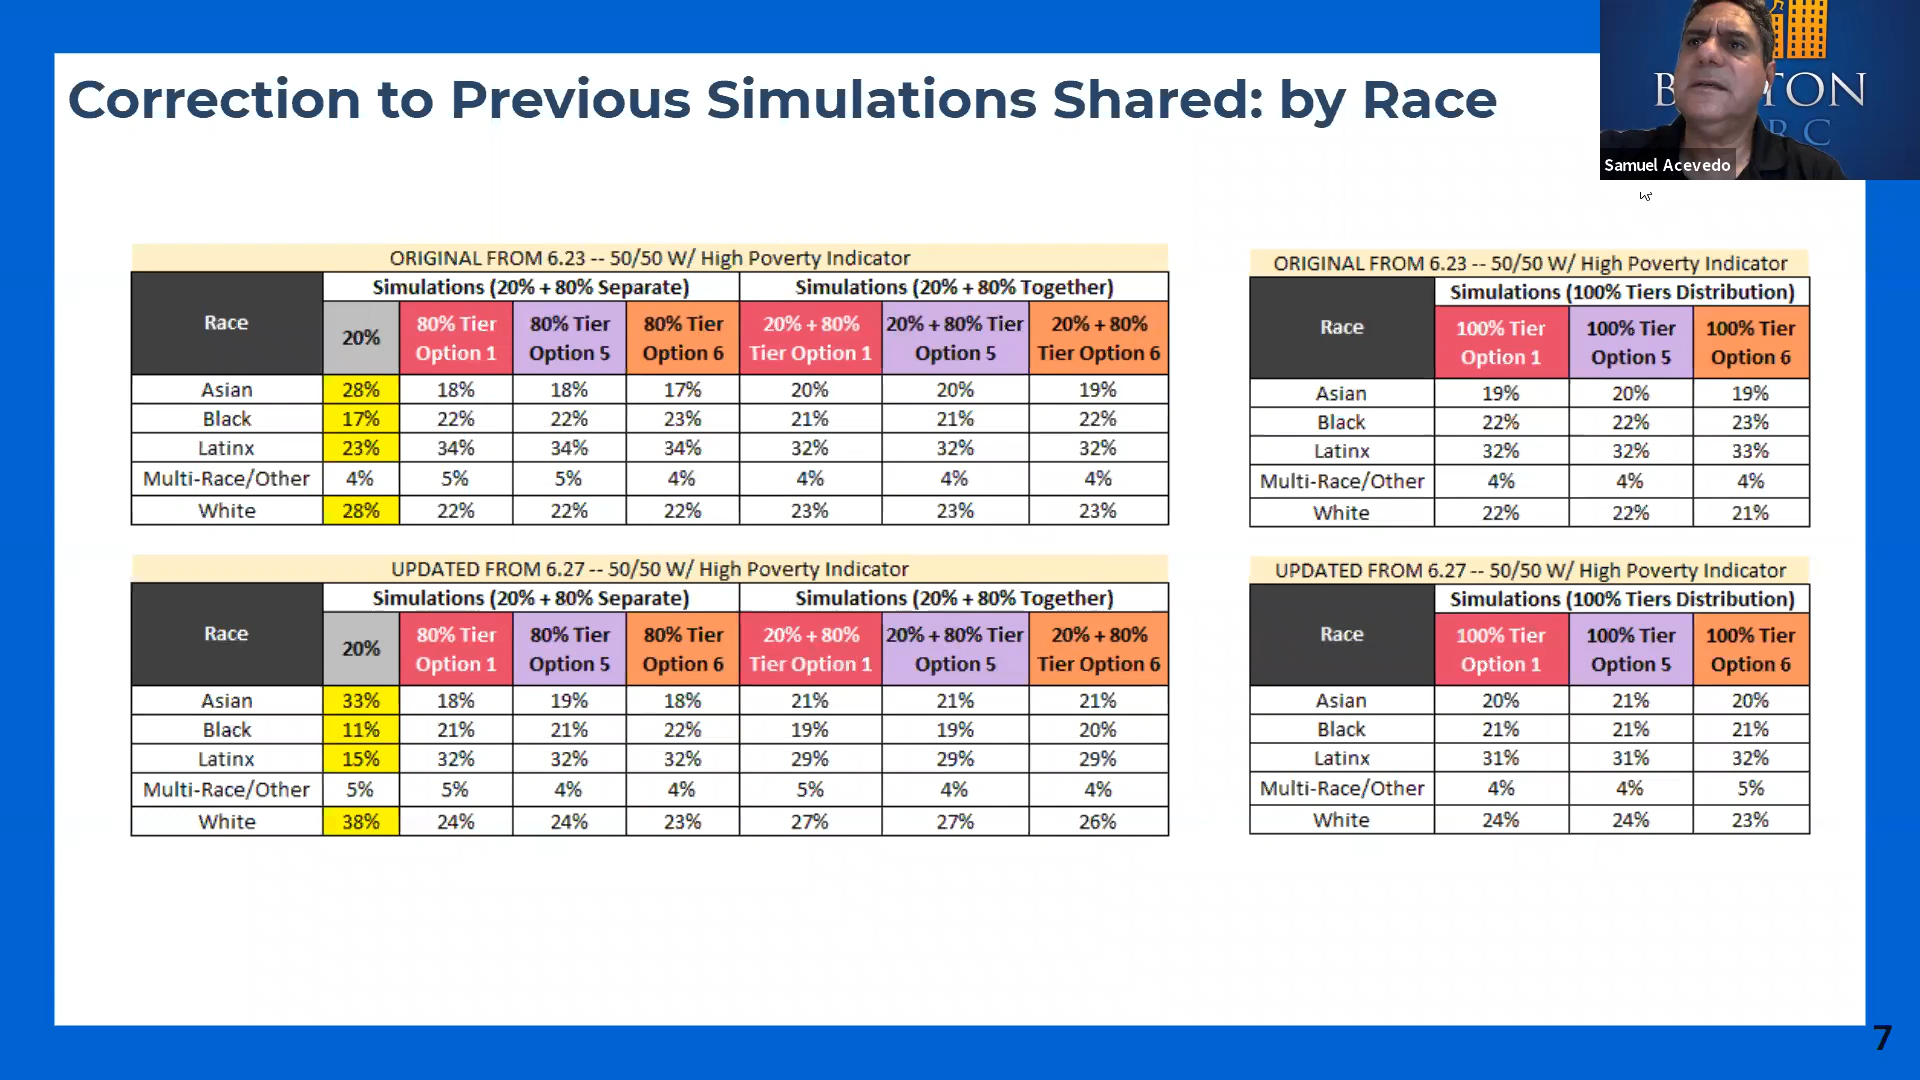 Correction to Previous Simulations Shared: by Race
B TON
R C
Samuel Acevedo
ORIGINAL FROM 6.23 -- 50/50 W/ High Poverty Indicator
Race
Simulations (20% + 80% Separate)
Simulations (20% + 80% Together)
20%
80% Tier Option 1
80% Tier Option 5
80% Tier Option 6
20% + 80% Tier Option 1
20% + 80% Tier Option 5
20% + 80% Tier Option 6
Asian 28% 18% 18% 17% 20% 20% 19%
Black 17% 22% 22% 23% 21% 21% 22%
Latinx 23% 34% 34% 34% 32% 32% 32%
Multi-Race/Other 4% 5% 5% 4% 4% 4% 4%
White 28% 22% 22% 22% 23% 23% 23%
ORIGINAL FROM 6.23 -- 50/50 W/ High Poverty Indicator
Race
Simulations (100% Tiers Distribution)
100% Tier Option 1
100% Tier Option 5
100% Tier Option 6
Asian 19% 20% 19%
Black 22% 22% 23%
Latinx 32% 32% 33%
Multi-Race/Other 4% 4% 4%
White 22% 22% 21%
UPDATED FROM 6.27 -- 50/50 W/ High Poverty Indicator
Race
Simulations (20% + 80% Separate)
Simulations (20% + 80% Together)
20%
80% Tier Option 1
80% Tier Option 5
80% Tier Option 6
20% + 80% Tier Option 1
20% + 80% Tier Option 5
20% + 80% Tier Option 6
Asian 33% 18% 19% 18% 21% 21% 21%
Black 11% 21% 21% 22% 19% 19% 20%
Latinx 15% 32% 32% 32% 29% 29% 29%
Multi-Race/Other 5% 5% 4% 4% 5% 4% 4%
White 38% 24% 24% 23% 27% 27% 26%
UPDATED FROM 6.27 -- 50/50 W/ High Poverty Indicator
Race
Simulations (100% Tiers Distribution)
100% Tier Option 1
100% Tier Option 5
100% Tier Option 6
Asian 20% 21% 20%
Black 21% 21% 21%
Latinx 31% 31% 32%
Multi-Race/Other 4% 4% 5%
White 24% 24% 23%
7